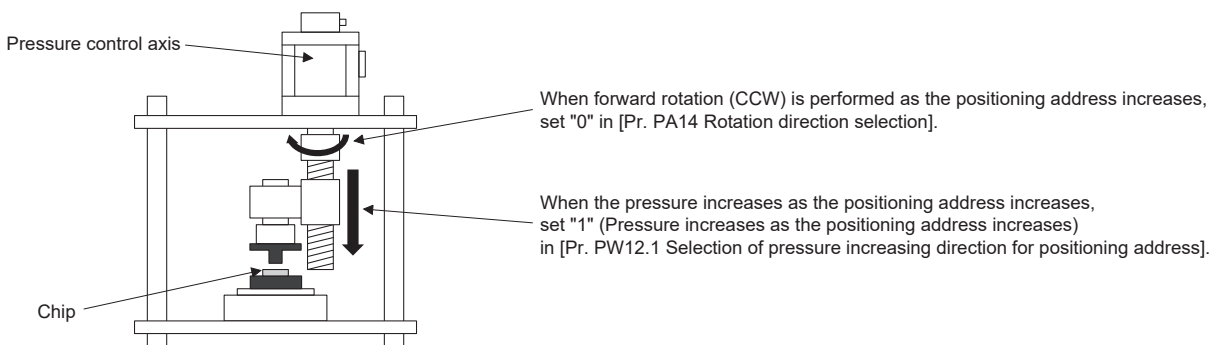 Pressure control axis
When forward rotation (CCW) is performed as the positioning address increases,
set "0" in [Pr. PA14 Rotation direction selection].
When the pressure increases as the positioning address increases,
set "1" (Pressure increases as the positioning address increases)
in [Pr. PW12.1 Selection of pressure increasing direction for positioning address].
Chip